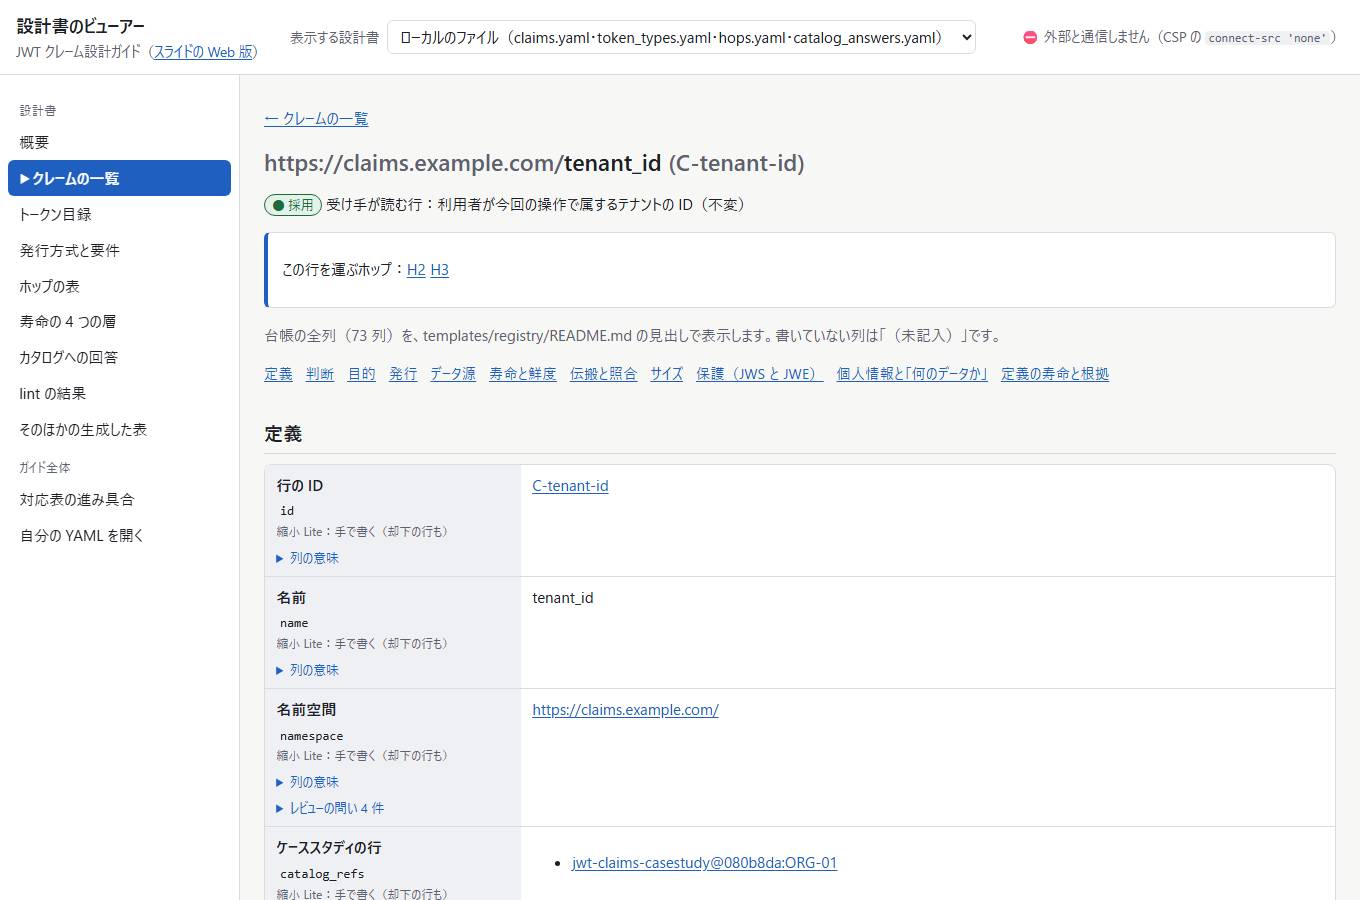 設計書のビューアー
JWT クレーム設計ガイド（スライドの Web 版）
表示する設計書
ローカルのファイル（claims.yaml・token_types.yaml・hops.yaml・catalog_answers.yaml）
外部と通信しません（CSP の connect-src 'none'）
設計書
概要
▶クレームの一覧
トークン目録
発行方式と要件
ホップの表
寿命の 4 つの層
カタログへの回答
lint の結果
そのほかの生成した表
ガイド全体
対応表の進み具合
自分の YAML を開く
← クレームの一覧
https://claims.example.com/tenant_id (C-tenant-id)
● 採用 受け手が読む行：利用者が今回の操作で属するテナントの ID（不変）
この行を運ぶホップ：H2 H3
台帳の全列（73 列）を、templates/registry/README.md の見出しで表示します。書いていない列は「（未記入）」です。
定義 判断 目的 発行 データ源 寿命と鮮度 伝搬と照合 サイズ 保護（JWS と JWE） 個人情報と「何のデータか」 定義の寿命と根拠
定義
行の ID
id
縮小 Lite：手で書く（却下の行も）
▶ 列の意味
C-tenant-id
名前
name
縮小 Lite：手で書く（却下の行も）
▶ 列の意味
tenant_id
名前空間
namespace
縮小 Lite：手で書く（却下の行も）
▶ 列の意味
▶ レビューの問い 4 件
https://claims.example.com/
ケーススタディの行
catalog_refs
縮小 Lite：手で書く（却下の行も）
• jwt-claims-casestudy@080b8da:ORG-01